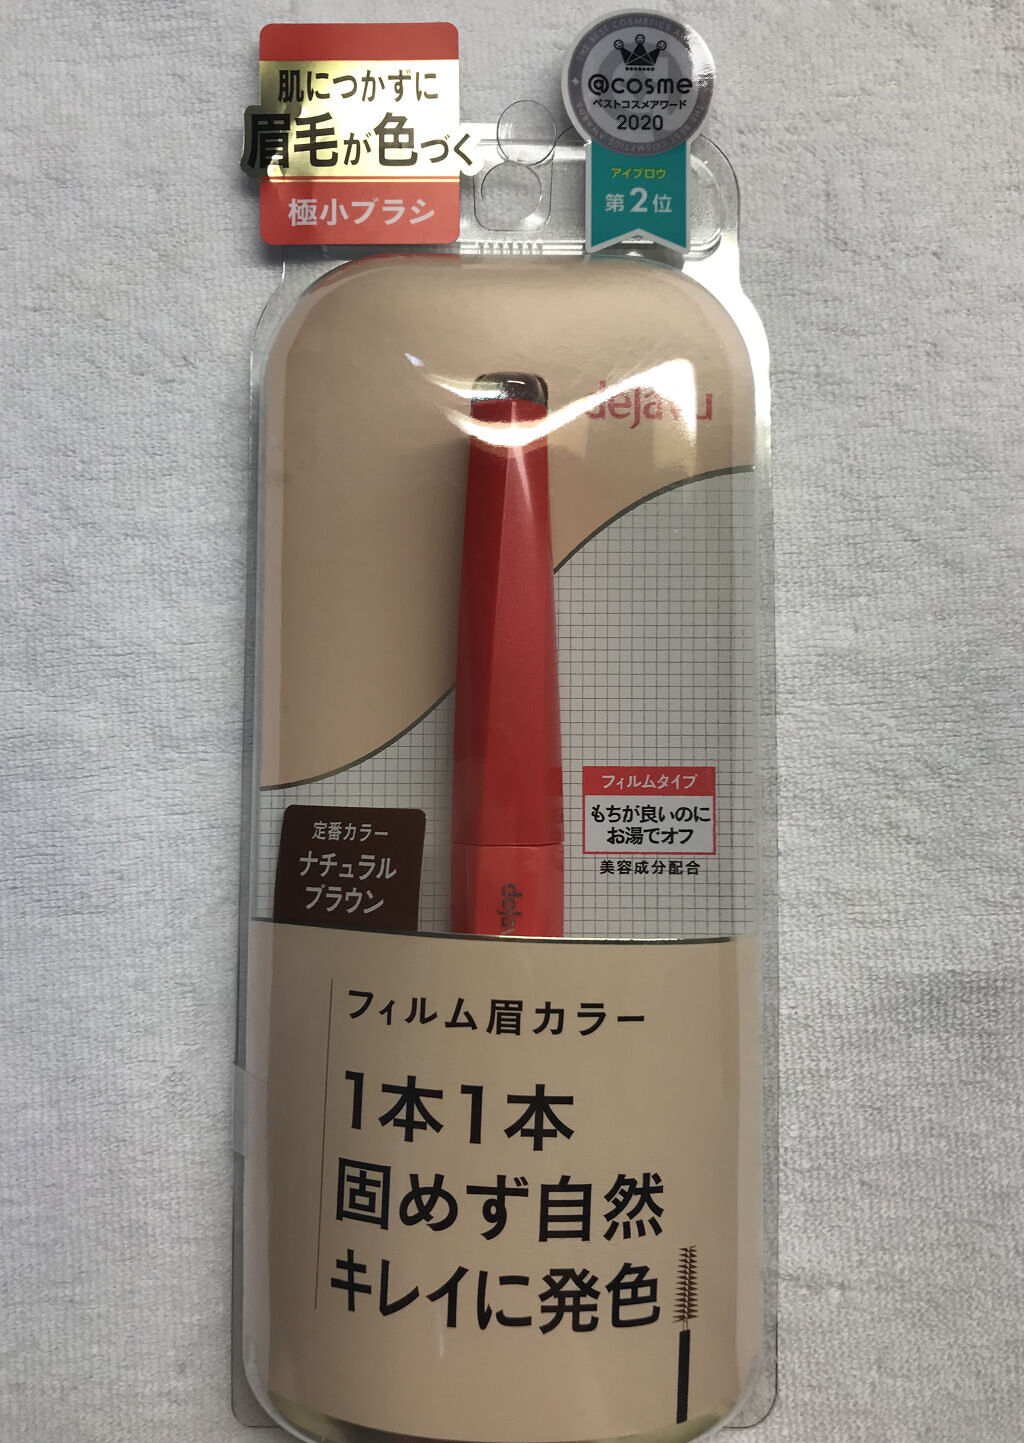 肌につかずに
眉毛が色づく
極小ブラシ
@cosme
ベストコスメアワード
2020
アイブロウ
第2位
dejavu
フィルムタイプ
もちが良いのに
お湯でオフ
美容成分配合
定番カラー
ナチュラル
ブラウン
dejav
フィルム眉カラー
1本1本
固めず自然
キレイに発色